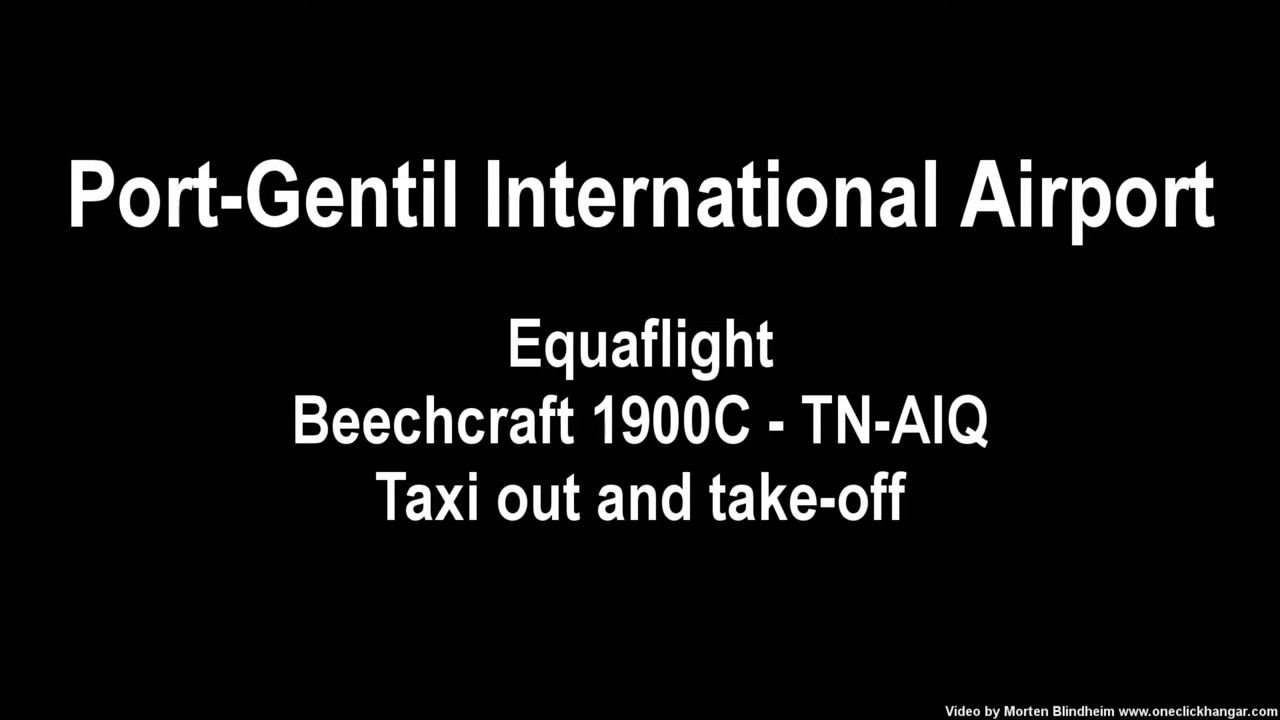 Port-Gentil International Airport
Equaflight
Beechcraft 1900C - TN-AIQ
Taxi out and take-off
Video by Morten Blindheim www.oneclickhangar.com